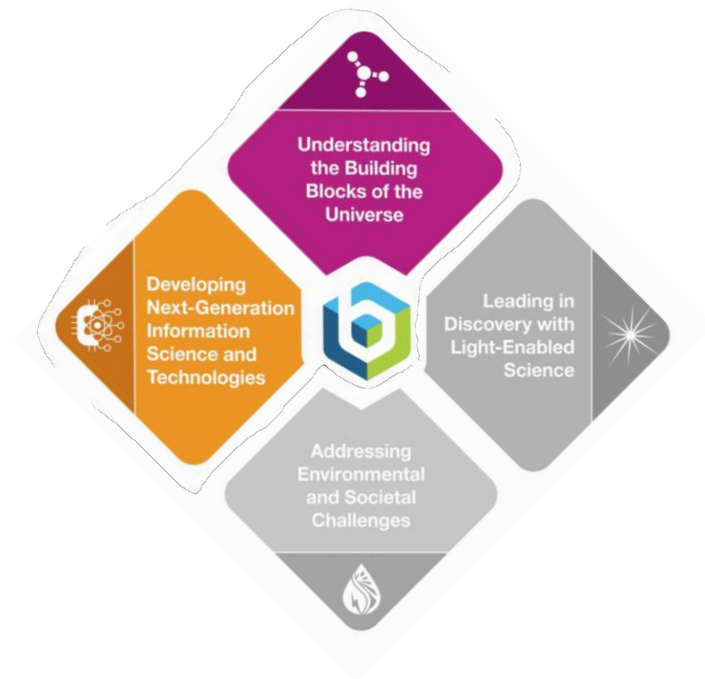 Understanding
the Building
Blocks of the
Universe
Developing
Next-Generation
Information
Science and
Technologies
Leading in
Discovery with
Light-Enabled
Science
Addressing
Environmental
and Societal
Challenges